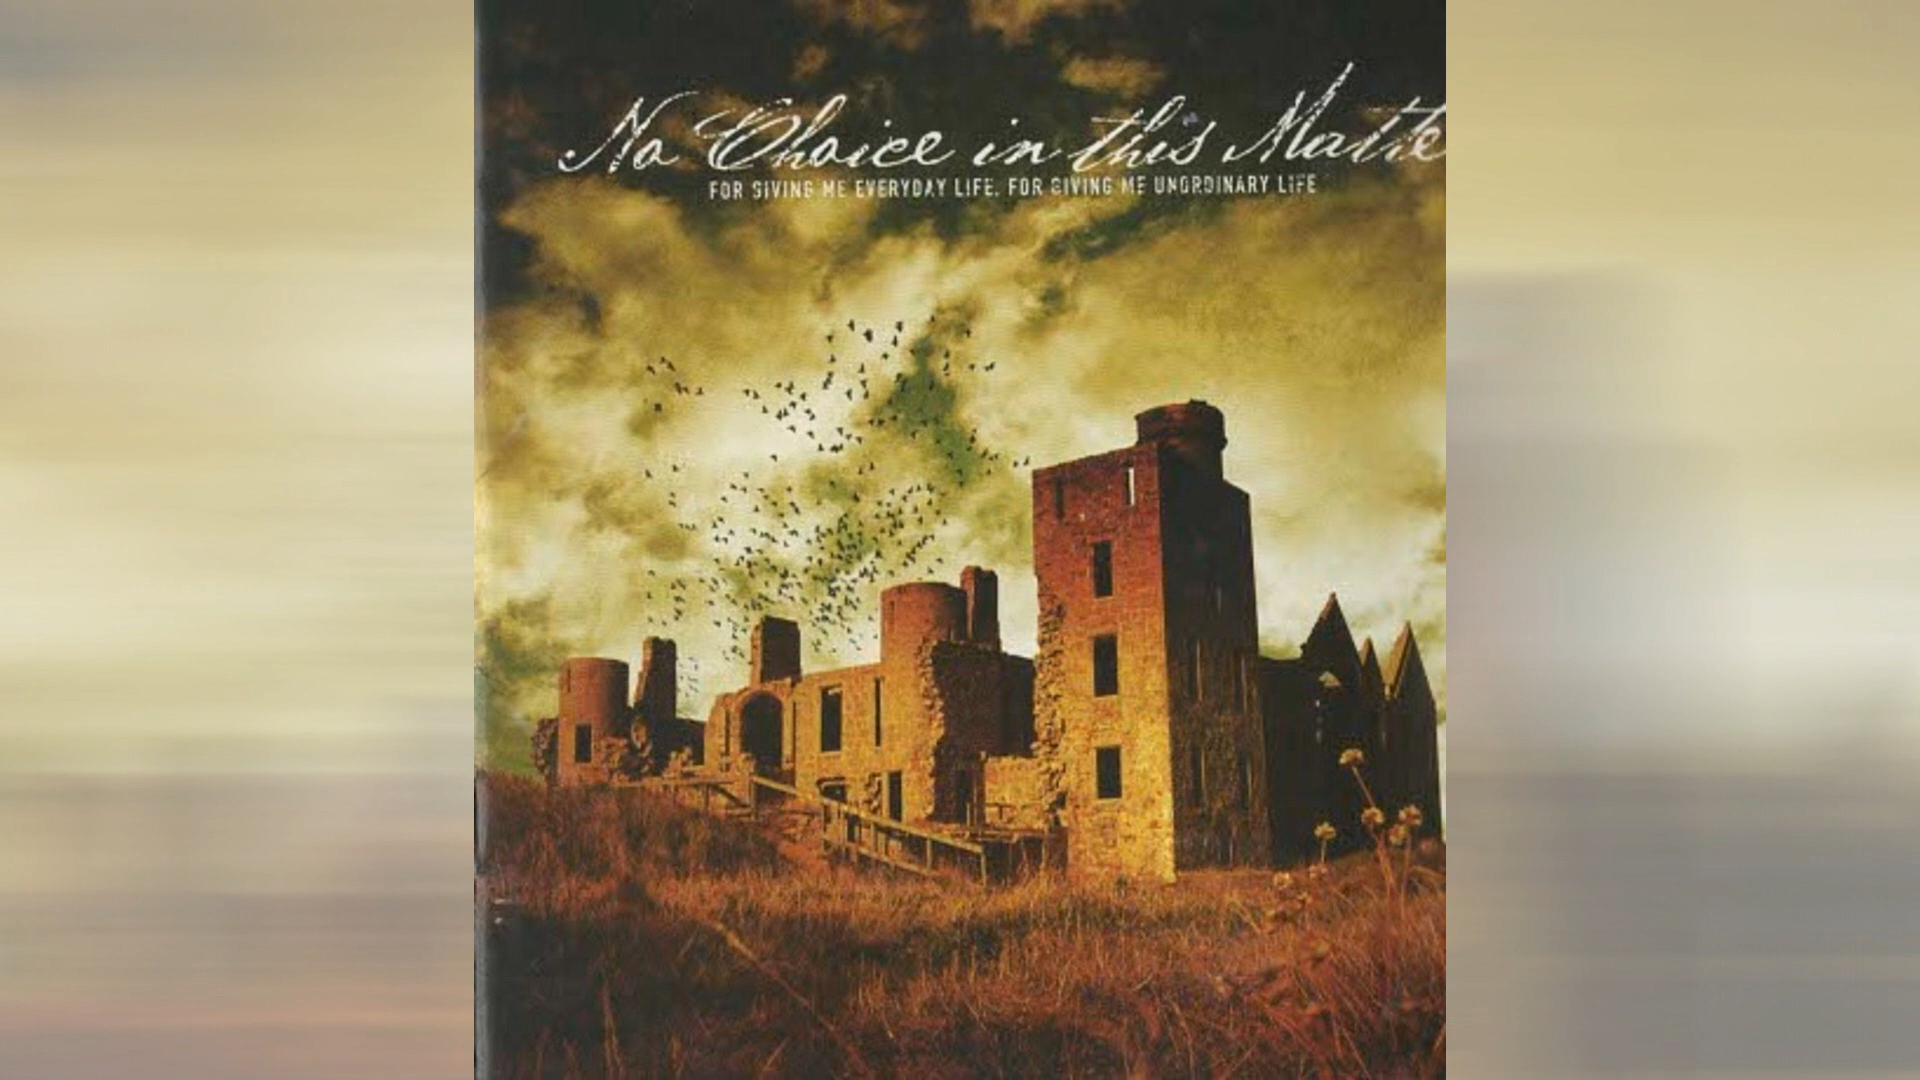 No Choice in this Matte
FOR GIVING ME EVERYDAY LIFE. FOR GIVING ME UNORDINARY LIFE